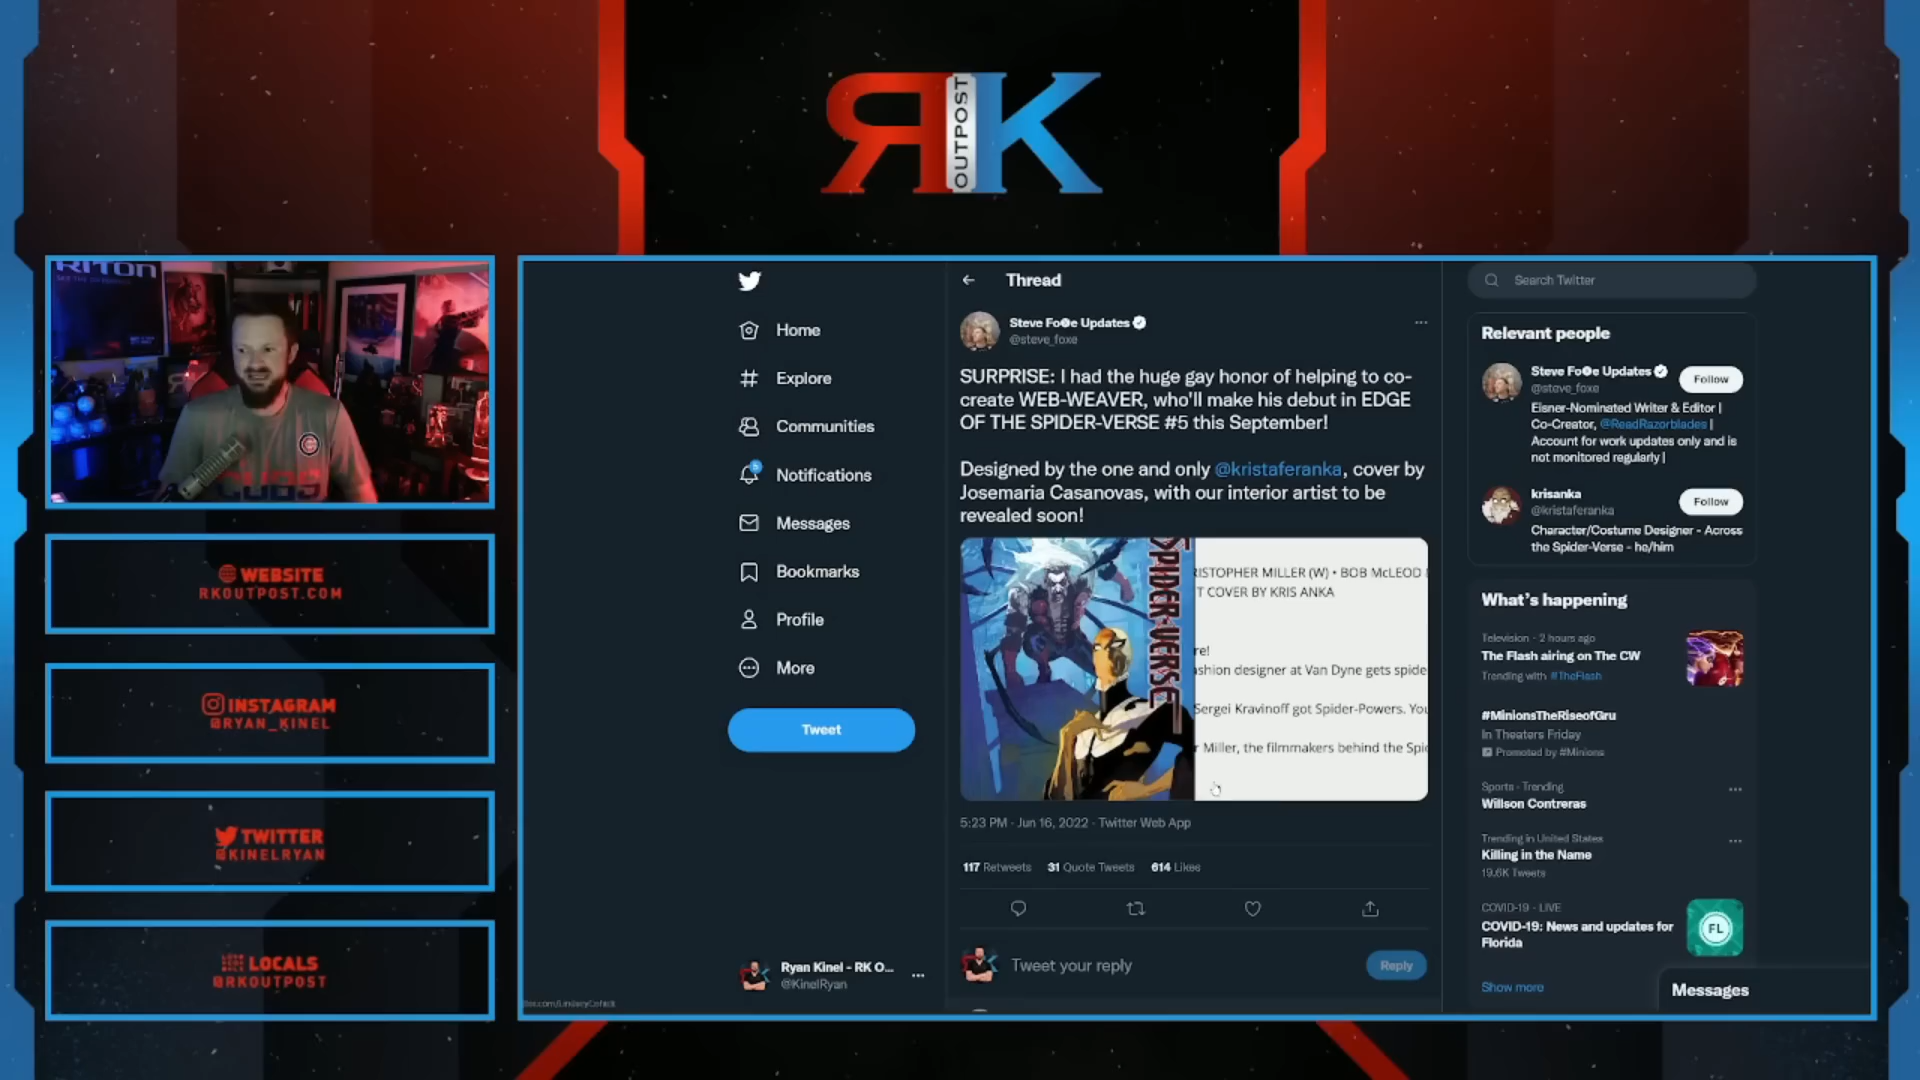 RK
OUTPOST
RITON
CUBS
WEBSITE
RKOUTPOST.COM
INSTAGRAM
@RYAN_KINEL
TWITTER
@KINELRYAN
LOCALS
@RKOUTPOST
Home
Explore
Communities
Notifications
Messages
Bookmarks
Profile
More
Tweet
Ryan Kinel - RK O...
@KinelRyan
Thread
Steve Fo e Updates
@steve_foxe
SURPRISE: I had the huge gay honor of helping to co-
create WEB-WEAVER, who'll make his debut in EDGE
OF THE SPIDER-VERSE #5 this September!
Designed by the one and only @kristaferanka, cover by
Josemaria Casanovas, with our interior artist to be
revealed soon!
SPIDER-VERSE
RISTOPHER MILLER (W) • BOB McLEOD
T COVER BY KRIS ANKA
re!
ashion designer at Van Dyne gets spide
Sergei Kravinoff got Spider-Powers. You
r Miller, the filmmakers behind the Spid
5:23 PM · Jun 16, 2022 · Twitter Web App
117 Retweets 31 Quote Tweets 614 Likes
Tweet your reply
Reply
Search Twitter
Relevant people
Steve Fo e Updates
@steve_foxe
Follow
Eisner-Nominated Writer & Editor |
Co-Creator, @ReadRazorblades |
Account for work updates only and is
not monitored regularly |
krisanka
@kristaferanka
Follow
Character/Costume Designer - Across
the Spider-Verse - he/him
What's happening
Television · 2 hours ago
The Flash airing on The CW
Trending with #TheFlash
#MinionsTheRiseofGru
In Theaters Friday
Promoted by #Minions
Sports · Trending
Willson Contreras
Trending in United States
Killing in the Name
19.6K Tweets
COVID-19 · LIVE
COVID-19: News and updates for
Florida
FL
Show more
Messages